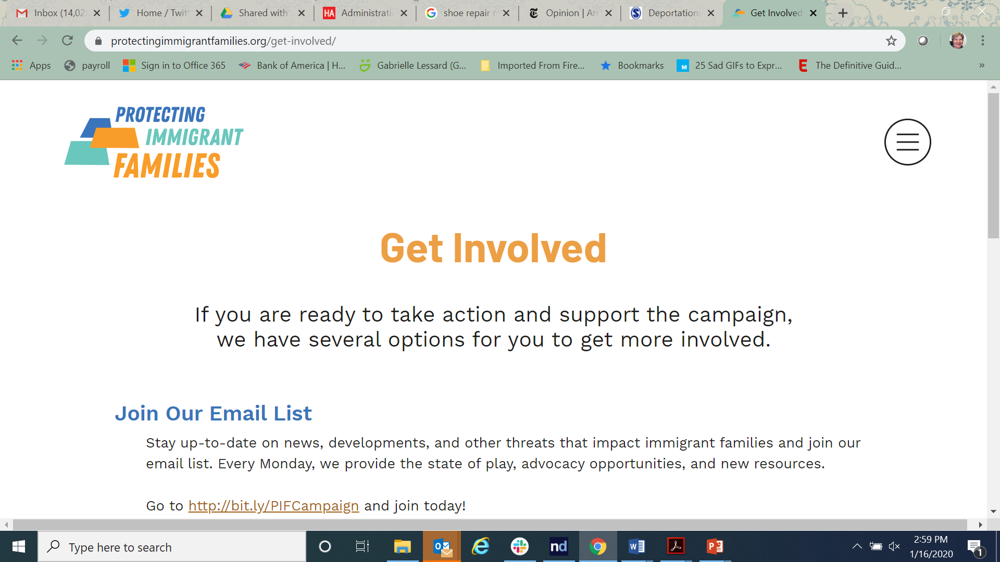 Inbox (14,02
Home / Twit
Shared with
HA
Administrati
shoe repair
Opinion | An
Deportations
Get Involved
protectingimmigrantfamilies.org/get-involved/
Apps
payroll
Sign in to Office 365
Bank of America | H...
Gabrielle Lessard (G...
Imported From Fire...
Bookmarks
M
25 Sad GIFs to Expr...
E
The Definitive Guid...
»
PROTECTING
IMMIGRANT
FAMILIES
Get Involved
If you are ready to take action and support the campaign,
we have several options for you to get more involved.
Join Our Email List
Stay up-to-date on news, developments, and other threats that impact immigrant families and join our
email list. Every Monday, we provide the state of play, advocacy opportunities, and new resources.
Go to http://bit.ly/PIFCampaign and join today!
Type here to search
nd
2:59 PM
1/16/2020
1